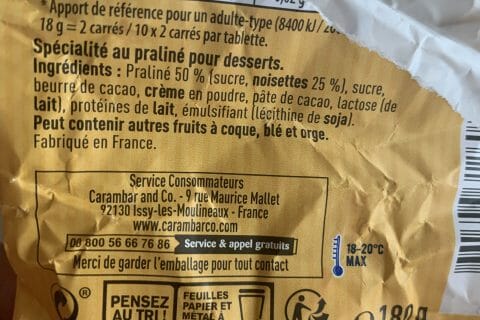 * Apport de référence pour un adulte-type (8400 kJ /
18 g = 2 carrés / 10 x 2 carrés par tablette.
Spécialité au praliné pour desserts.
Ingrédients : Praliné 50 % (sucre, noisettes 25 %), sucre,
beurre de cacao, crème en poudre, pâte de cacao, lactose (de
lait), protéines de lait, émulsifiant (lécithine de soja).
Peut contenir autres fruits à coque, blé et orge.
Fabriqué en France.
Service Consommateurs
Carambar and Co. - 9 rue Maurice Mallet
92130 Issy-les-Moulineaux - France
www.carambarco.com
00 800 56 66 76 86 Service & appel gratuits
Merci de garder l'emballage pour tout contact
18-20°C
MAX
®
PENSEZ
AU TRI !
FEUILLES
PAPIER ET
MÉTAL À
180g